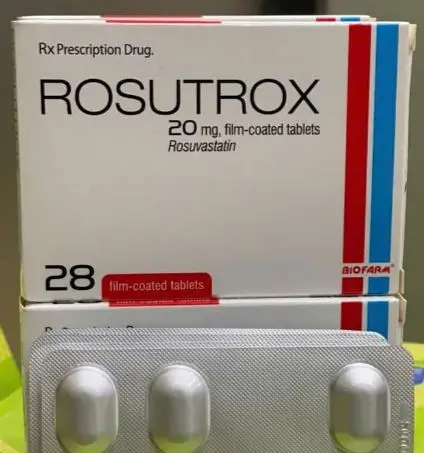 Rx Prescription Drug.
ROSUTROX
20 mg, film-coated tablets
Rosuvastatin
28 film-coated tablets
BIOFARM